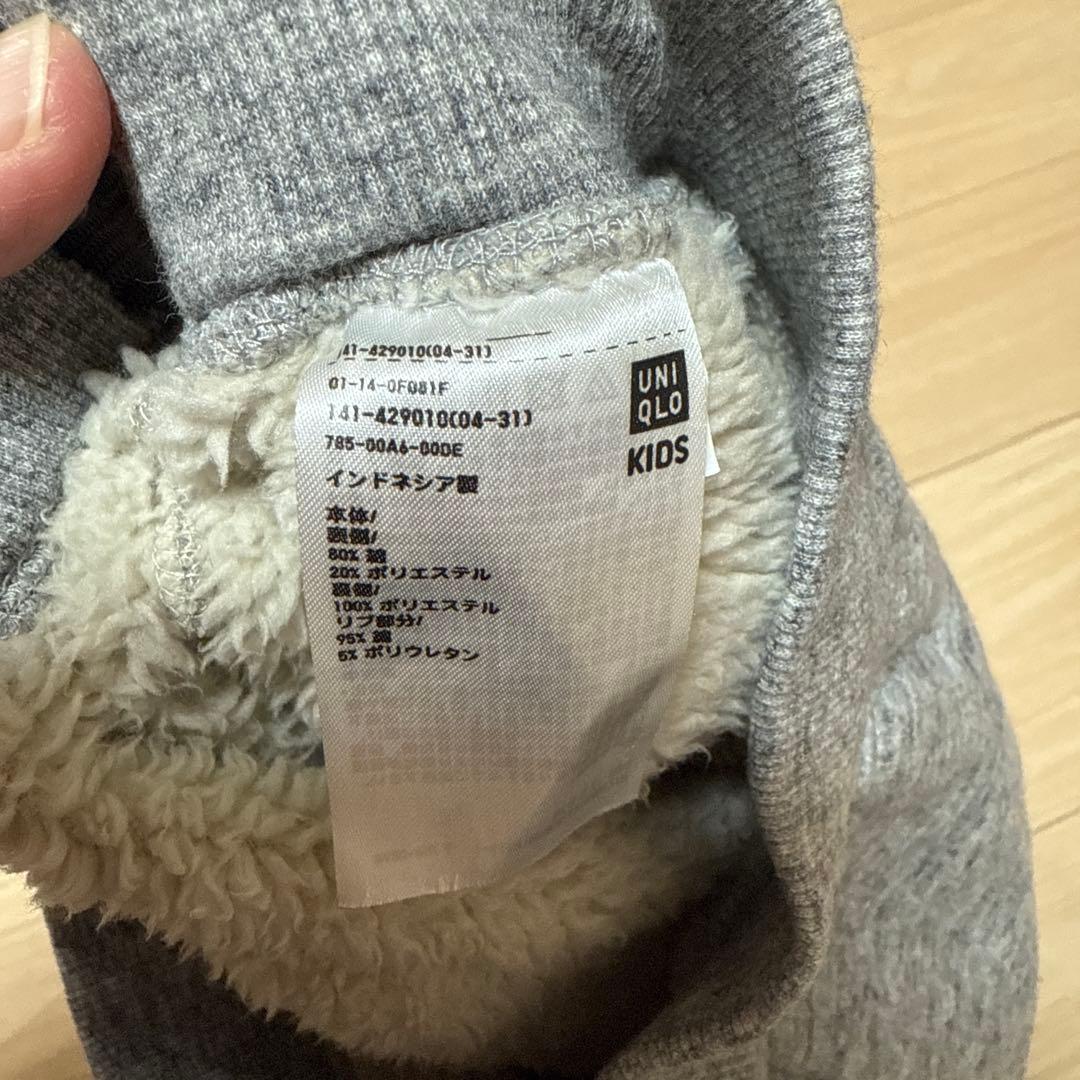 41-429010(04-31)
01-14-0F081F
141-429010(04-31)
785-00A6-00DE
インドネシア製
本体/
表側/
80% 綿
20% ポリエステル
裏側/
100% ポリエステル
リブ部分/
95% 綿
5% ポリウレタン
UNI
QLO
KIDS